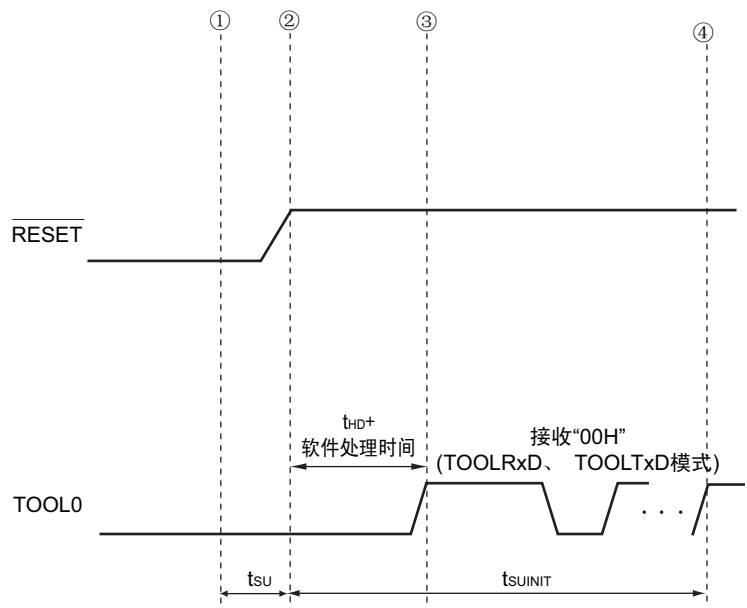 ① ② ③ ④
RESET
tHD+
软件处理时间
接收“00H”
(TOOLRxD、 TOOLTxD模式)
TOOL0
· · ·
tSU
tSUINIT